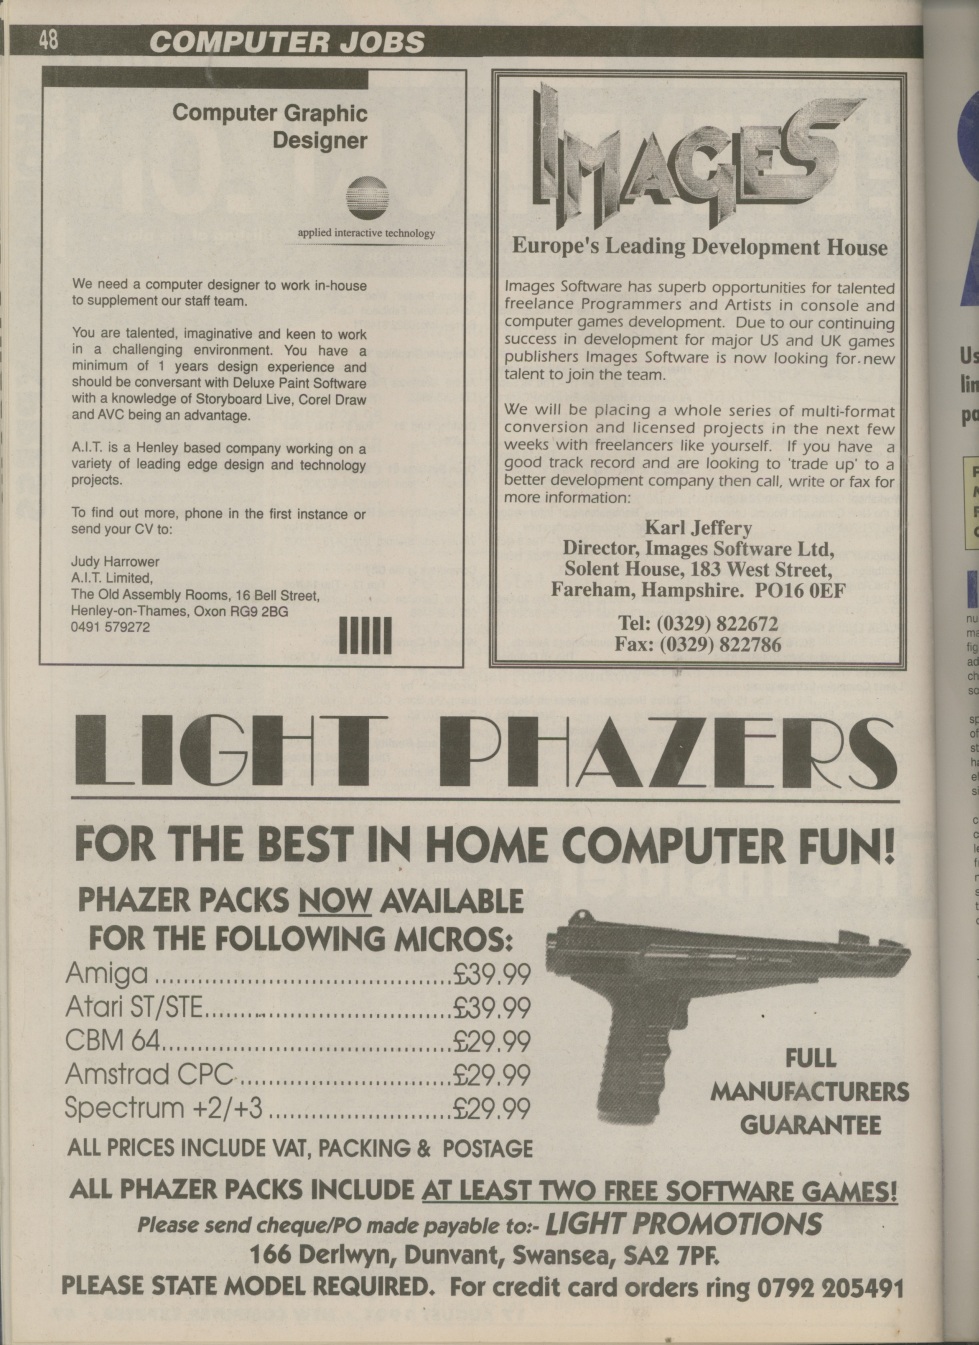 48
COMPUTER JOBS
Computer Graphic
Designer
applied interactive technology
We need a computer designer to work in-house
to supplement our staff team.
You are talented, imaginative and keen to work
in a challenging environment. You have a
minimum of 1 years design experience and
should be conversant with Deluxe Paint Software
with a knowledge of Storyboard Live, Corel Draw
and AVC being an advantage.
A.I.T. is a Henley based company working on a
variety of leading edge design and technology
projects.
To find out more, phone in the first instance or
send your CV to:
Judy Harrower
A.I.T. Limited,
The Old Assembly Rooms, 16 Bell Street,
Henley-on-Thames, Oxon RG9 2BG
0491 579272
IMAGES
Europe's Leading Development House
Images Software has superb opportunities for talented
freelance Programmers and Artists in console and
computer games development. Due to our continuing
success in development for major US and UK games
publishers Images Software is now looking for new
talent to join the team.
We will be placing a whole series of multi-format
conversion and licensed projects in the next few
weeks with freelancers like yourself. If you have a
good track record and are looking to 'trade up' to a
better development company then call, write or fax for
more information:
Karl Jeffery
Director, Images Software Ltd,
Solent House, 183 West Street,
Fareham, Hampshire. PO16 0EF
Tel: (0329) 822672
Fax: (0329) 822786
LIGHT PHAZERS
FOR THE BEST IN HOME COMPUTER FUN!
PHAZER PACKS NOW AVAILABLE
FOR THE FOLLOWING MICROS:
Amiga ........................................£39.99
Atari ST/STE..................................£39.99
CBM 64........................................£29.99
Amstrad CPC..............................£29.99
Spectrum +2/+3 .........................£29.99
FULL
MANUFACTURERS
GUARANTEE
ALL PRICES INCLUDE VAT, PACKING & POSTAGE
ALL PHAZER PACKS INCLUDE AT LEAST TWO FREE SOFTWARE GAMES!
Please send cheque/PO made payable to:- LIGHT PROMOTIONS
166 Derlwyn, Dunvant, Swansea, SA2 7PF.
PLEASE STATE MODEL REQUIRED. For credit card orders ring 0792 205491